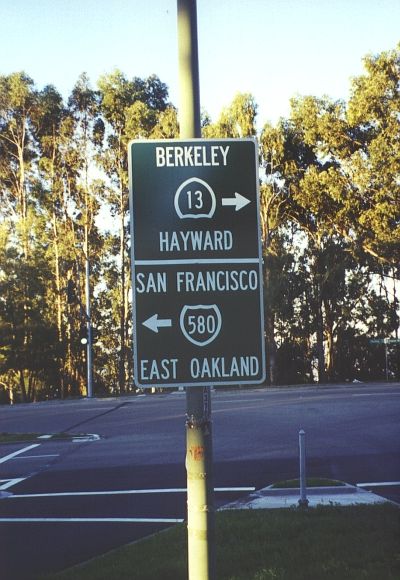 BERKELEY
13
HAYWARD
SAN FRANCISCO
580
EAST OAKLAND